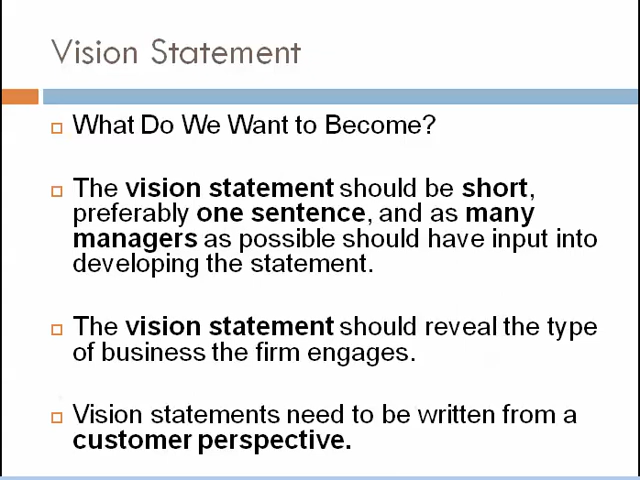 Vision Statement
What Do We Want to Become?
The vision statement should be short,
preferably one sentence, and as many
managers as possible should have input into
developing the statement.
The vision statement should reveal the type
of business the firm engages.
Vision statements need to be written from a
customer perspective.